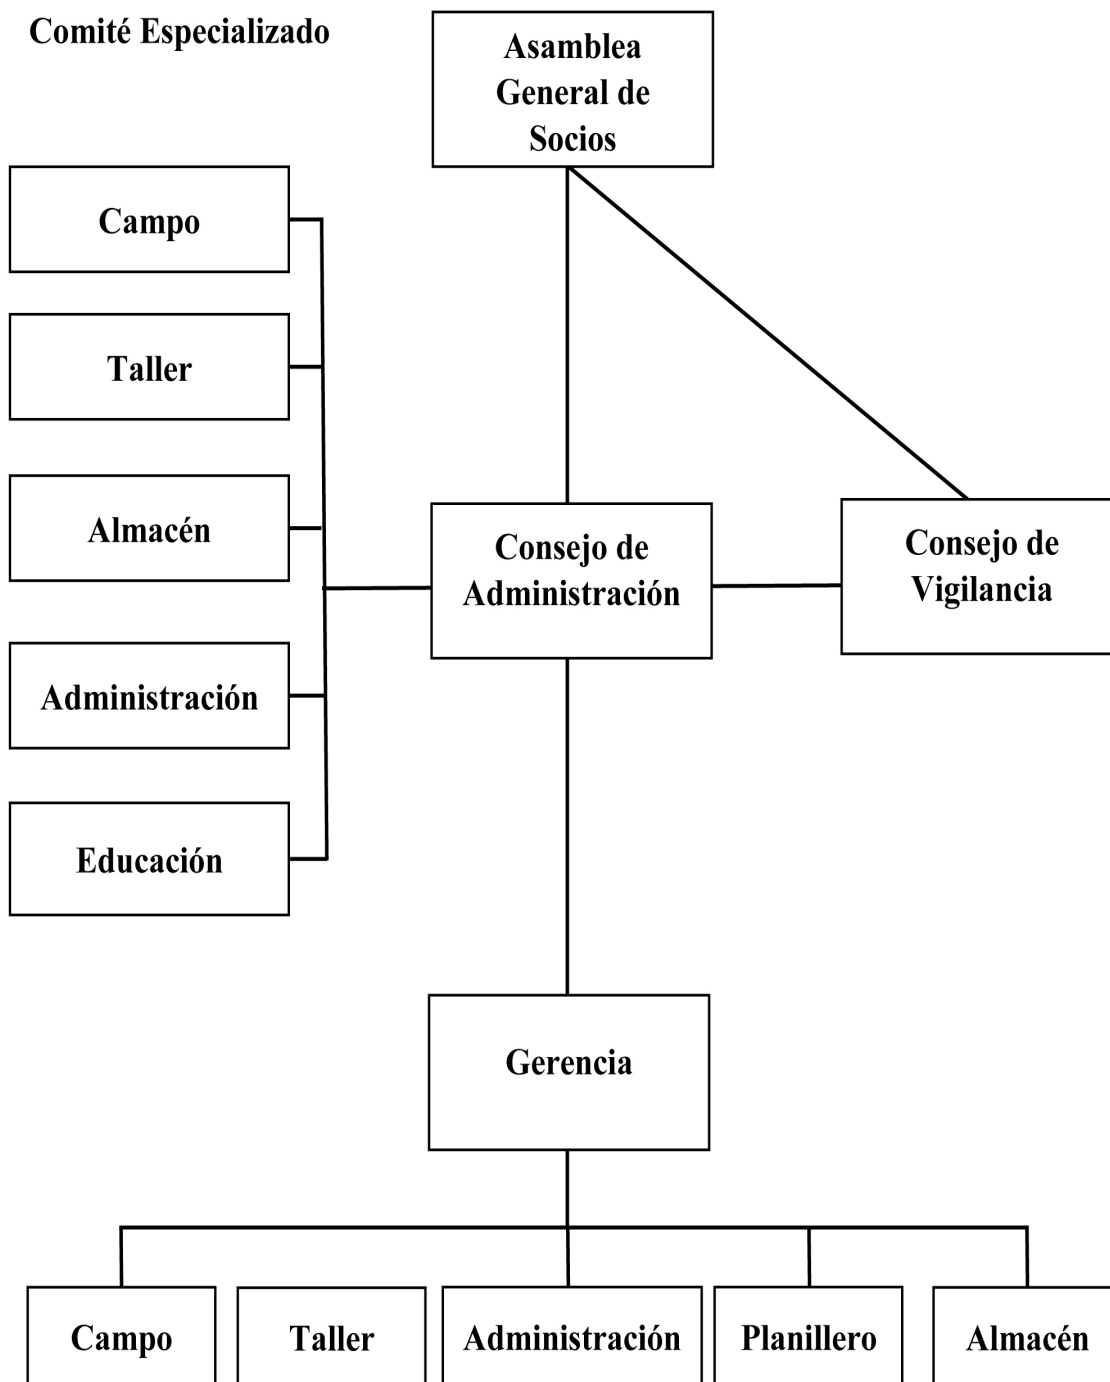 Comité Especializado
Asamblea
General de
Socios
Campo
Taller
Almacén
Administración
Educación
Consejo de
Administración
Consejo de
Vigilancia
Gerencia
Campo
Taller
Administración
Planillero
Almacén